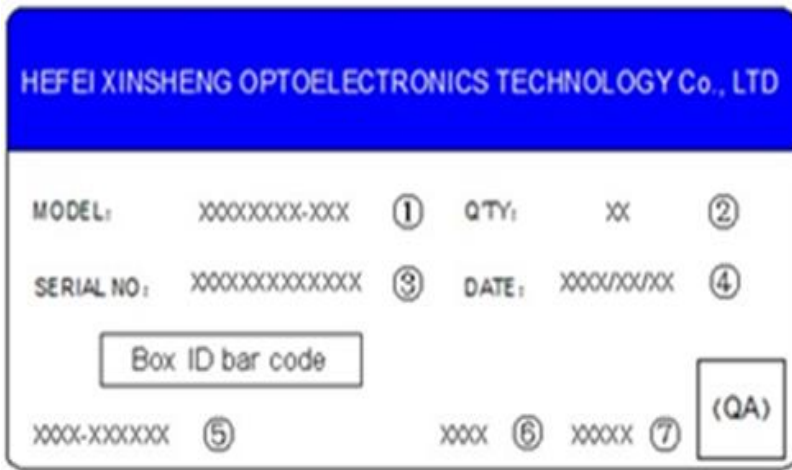 HEFEI XINSHENG OPTOELECTRONICS TECHNOLOGY Co., LTD
MODEL: XXXXXXXX-XXX ① Q'TY: XX ②
SERIAL NO: XXXXXXXXXXXXX ③ DATE: XXXX/XX/XX ④
Box ID bar code
(QA)
XXXX-XXXXXX ⑤ XXXX ⑥ XXXXX ⑦